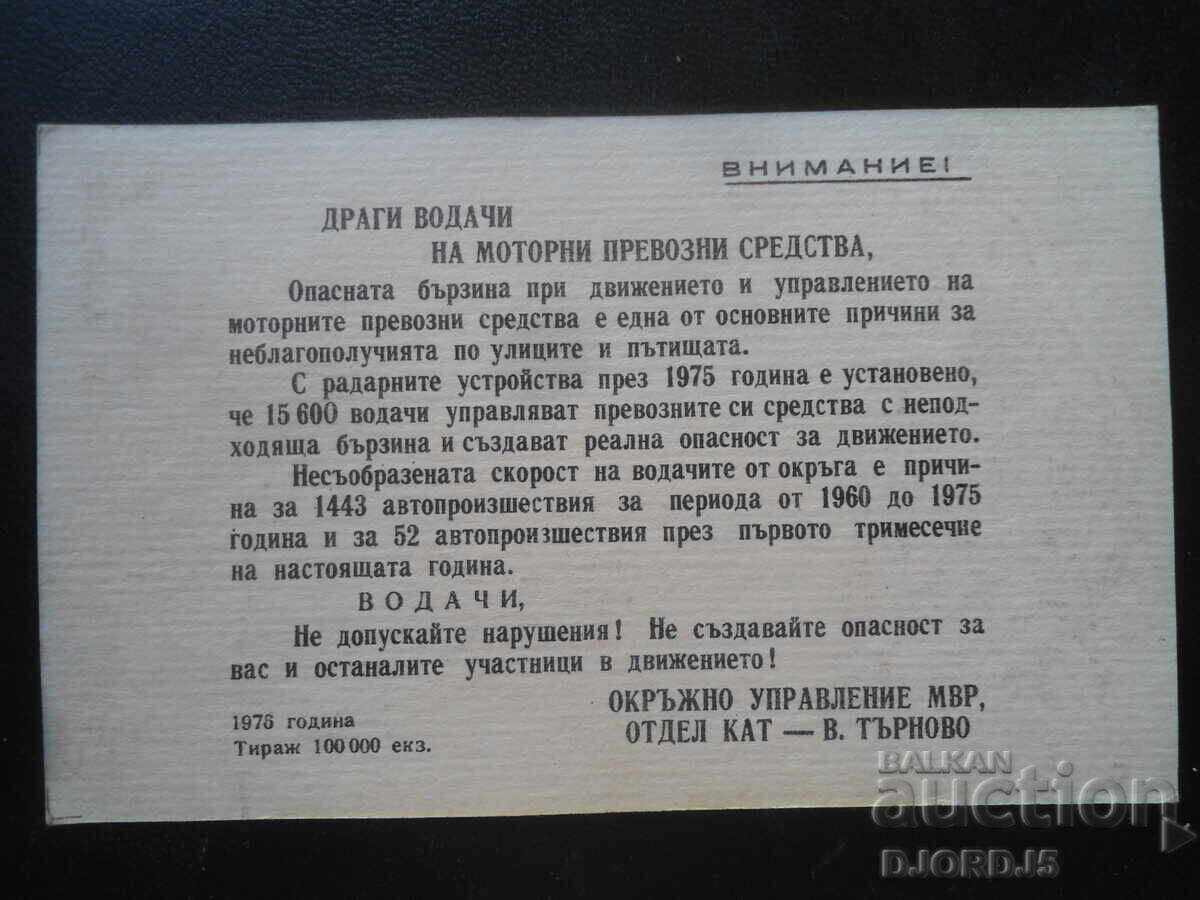 ВНИМАНИЕ!
ДРАГИ ВОДАЧИ
НА МОТОРНИ ПРЕВОЗНИ СРЕДСТВА,
Опасната бързина при движението и управлението на
моторните превозни средства е една от основните причини за
неблагополучията по улиците и пътищата.
С радарните устройства през 1975 година е установено,
че 15 600 водачи управляват превозните си средства с непод-
ходяща бързина и създават реална опасност за движението.
Несъобразената скорост на водачите от окръга е причи-
на за 1443 автопроизшествия за периода от 1960 до 1975
година и за 52 автопроизшествия през първото тримесечие
на настоящата година.
ВОДАЧИ,
Не допускайте нарушения! Не създавайте опасност за
вас и останалите участници в движението!
ОКРЪЖНО УПРАВЛЕНИЕ МВР,
ОТДЕЛ КАТ — В. ТЪРНОВО
1976 година
Тираж 100 000 екз.
BALKAN
auction
DJORDJ5